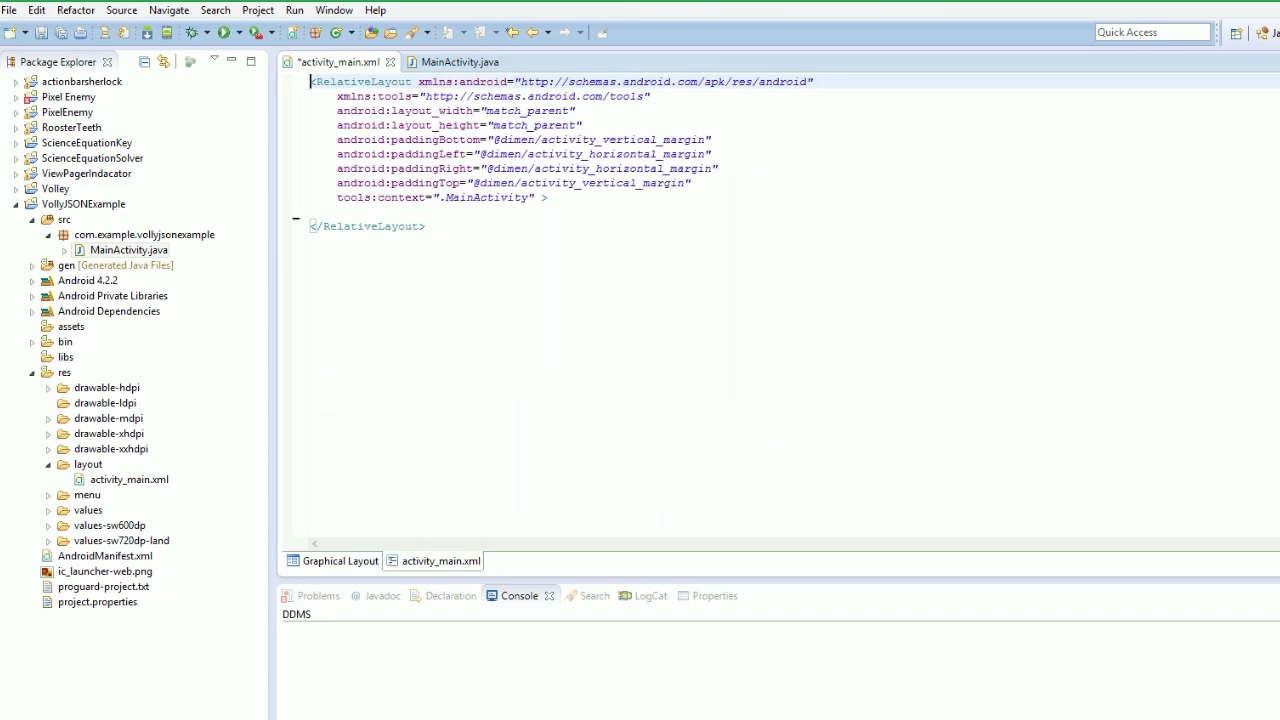 File Edit Refactor Source Navigate Search Project Run Window Help
Quick Access
Ja
Package Explorer
*activity_main.xml
MainActivity.java
actionbarsherlock
Pixel Enemy
PixelEnemy
RoosterTeeth
ScienceEquationKey
ScienceEquationSolver
ViewPagerIndacator
Volley
VollyJSONExample
src
com.example.vollyjsonexample
MainActivity.java
gen [Generated Java Files]
Android 4.2.2
Android Private Libraries
Android Dependencies
assets
bin
libs
res
drawable-hdpi
drawable-ldpi
drawable-mdpi
drawable-xhdpi
drawable-xxhdpi
layout
activity_main.xml
menu
values
values-sw600dp
values-sw720dp-land
AndroidManifest.xml
ic_launcher-web.png
proguard-project.txt
project.properties
<RelativeLayout xmlns:android="http://schemas.android.com/apk/res/android"
xmlns:tools="http://schemas.android.com/tools"
android:layout_width="match_parent"
android:layout_height="match_parent"
android:paddingBottom="@dimen/activity_vertical_margin"
android:paddingLeft="@dimen/activity_horizontal_margin"
android:paddingRight="@dimen/activity_horizontal_margin"
android:paddingTop="@dimen/activity_vertical_margin"
tools:context=".MainActivity" >
</RelativeLayout>
Graphical Layout
activity_main.xml
Problems Javadoc Declaration Console Search LogCat Properties
DDMS